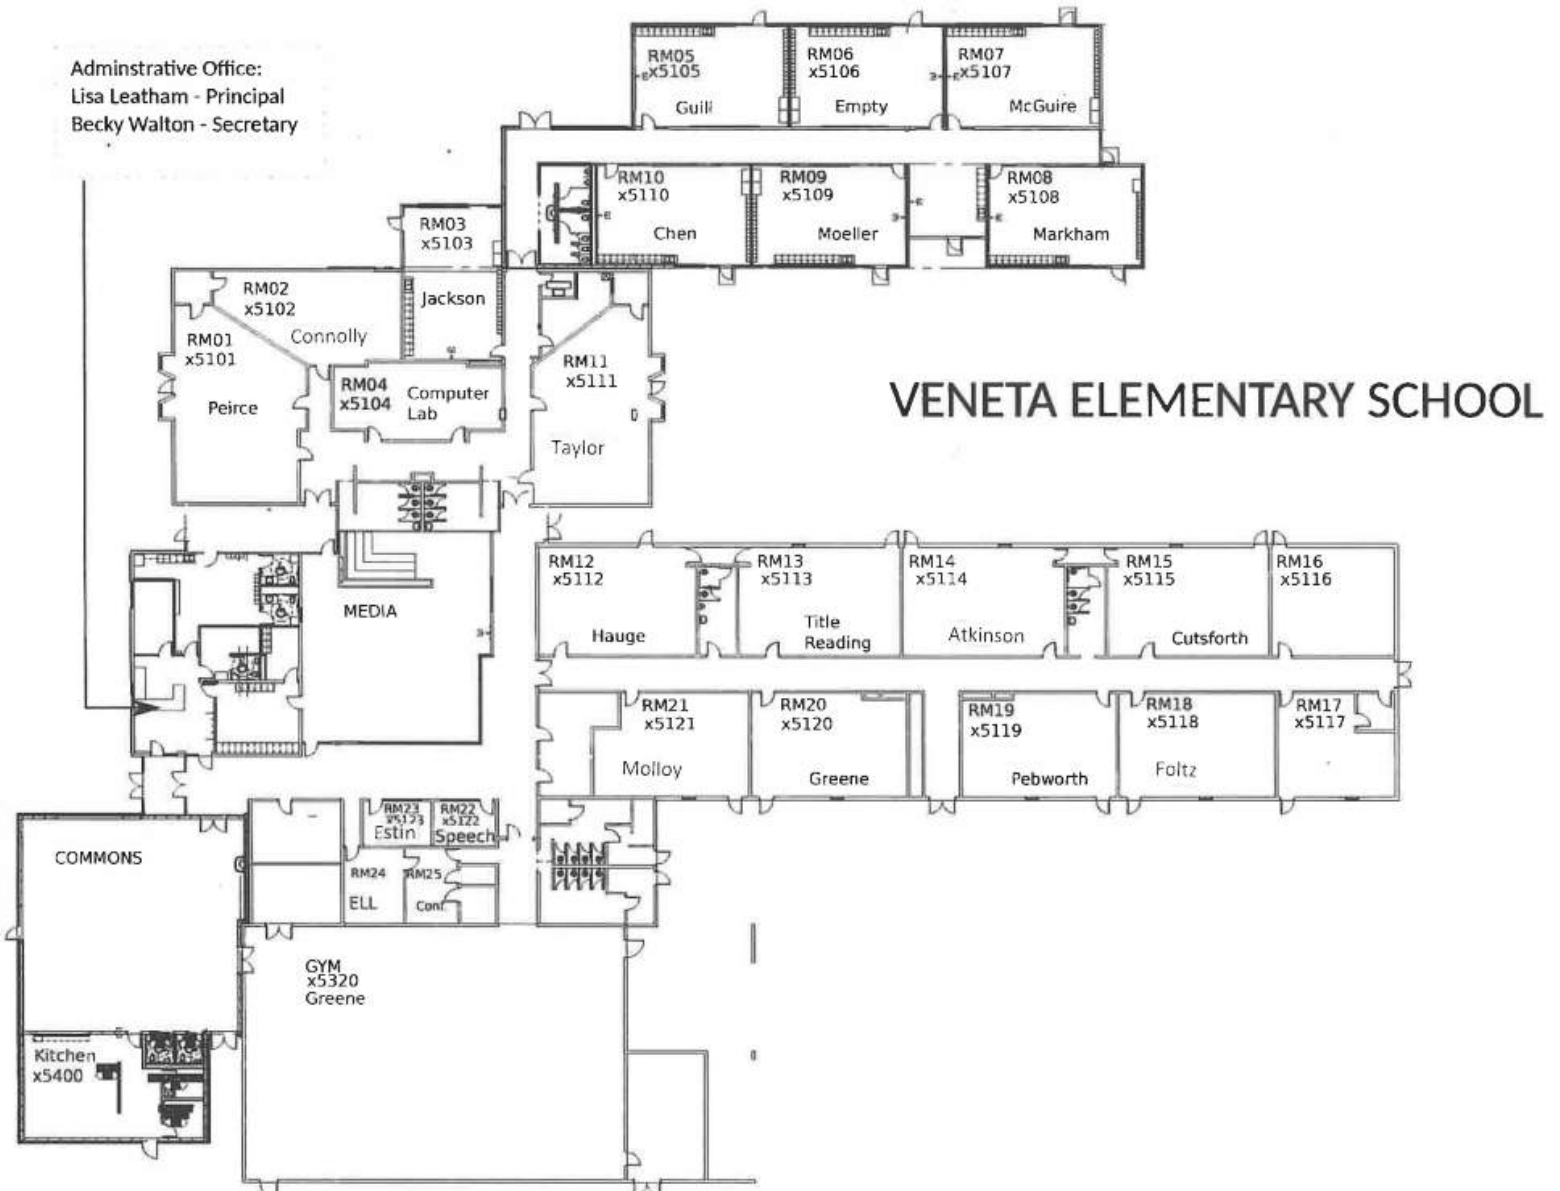 Adminstrative Office:
Lisa Leatham - Principal
Becky Walton - Secretary
RM05
x5105
Guill
RM06
x5106
Empty
RM07
x5107
McGuire
RM10
x5110
Chen
RM09
x5109
Moeller
RM08
x5108
Markham
RM03
x5103
Jackson
RM02
x5102
Connolly
RM01
x5101
Peirce
RM04
x5104
Computer
Lab
RM11
x5111
Taylor
VENETA ELEMENTARY SCHOOL
MEDIA
RM12
x5112
Hauge
RM13
x5113
Title
Reading
RM14
x5114
Atkinson
RM15
x5115
Cutsforth
RM16
x5116
RM21
x5121
Molloy
RM20
x5120
Greene
RM19
x5119
Pebworth
RM18
x5118
Foltz
RM17
x5117
RM23
x5123
Estin
RM22
x5122
Speech
RM24
ELL
RM25
Conf.
COMMONS
GYM
x5320
Greene
Kitchen
x5400